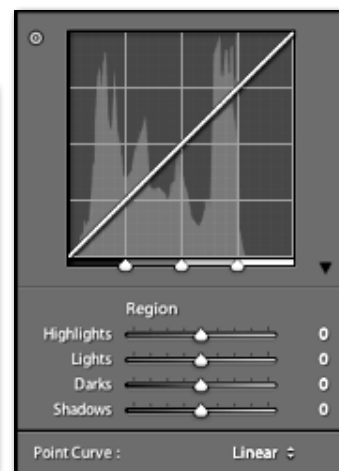 Region
Highlights 0
Lights 0
Darks 0
Shadows 0
Point Curve : Linear